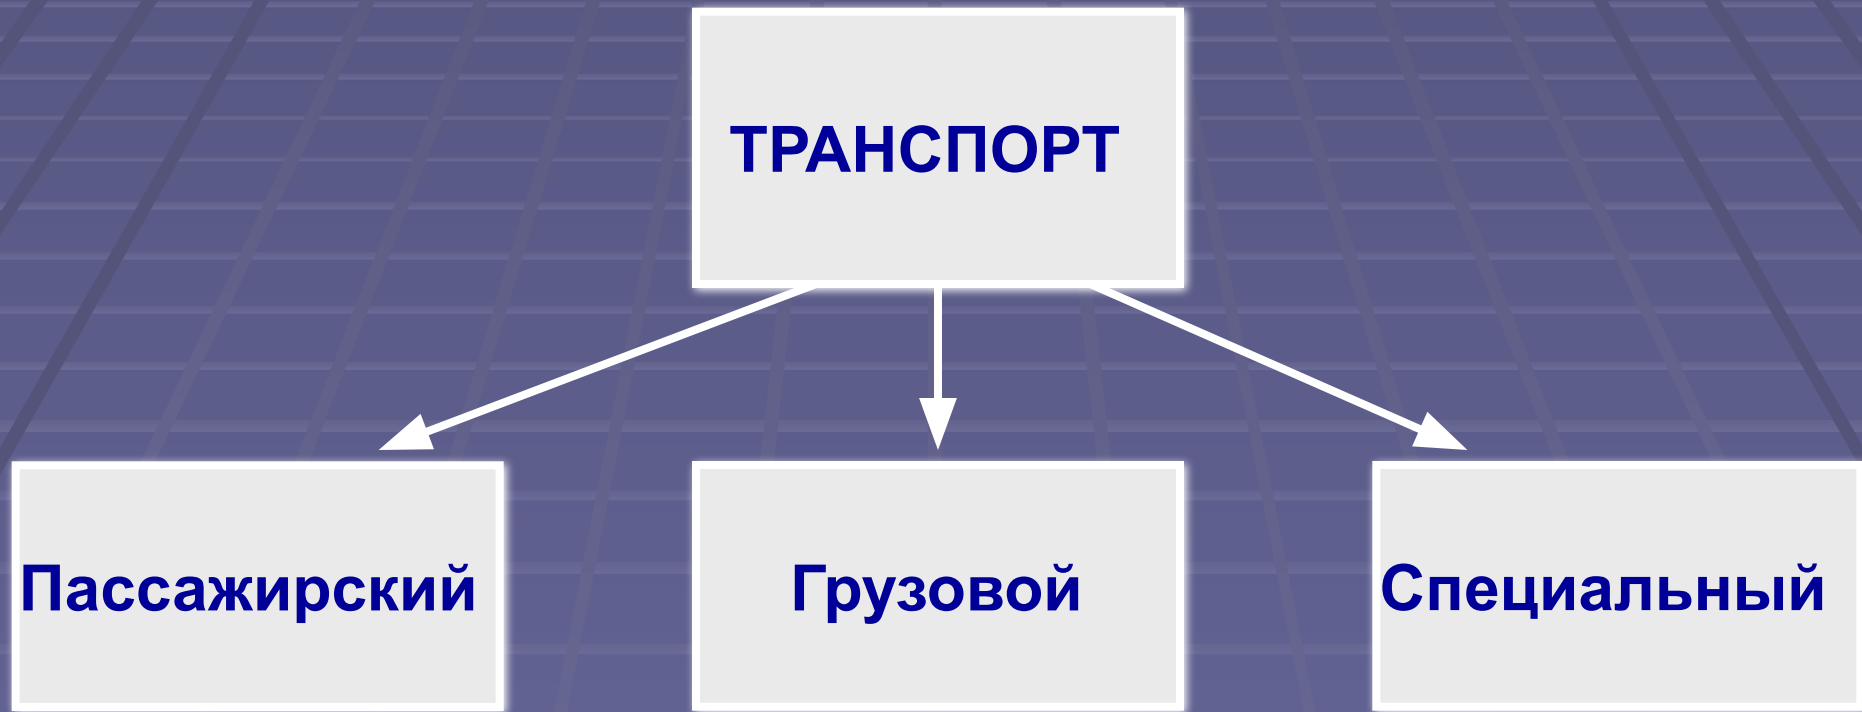 ТРАНСПОРТ
Пассажирский
Грузовой
Специальный